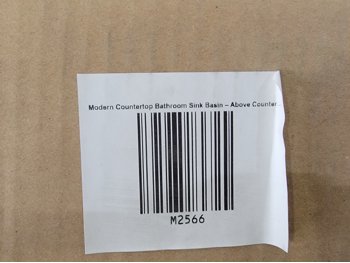 Modern Countertop Bathroom Sink Basin – Above Counter
M2566